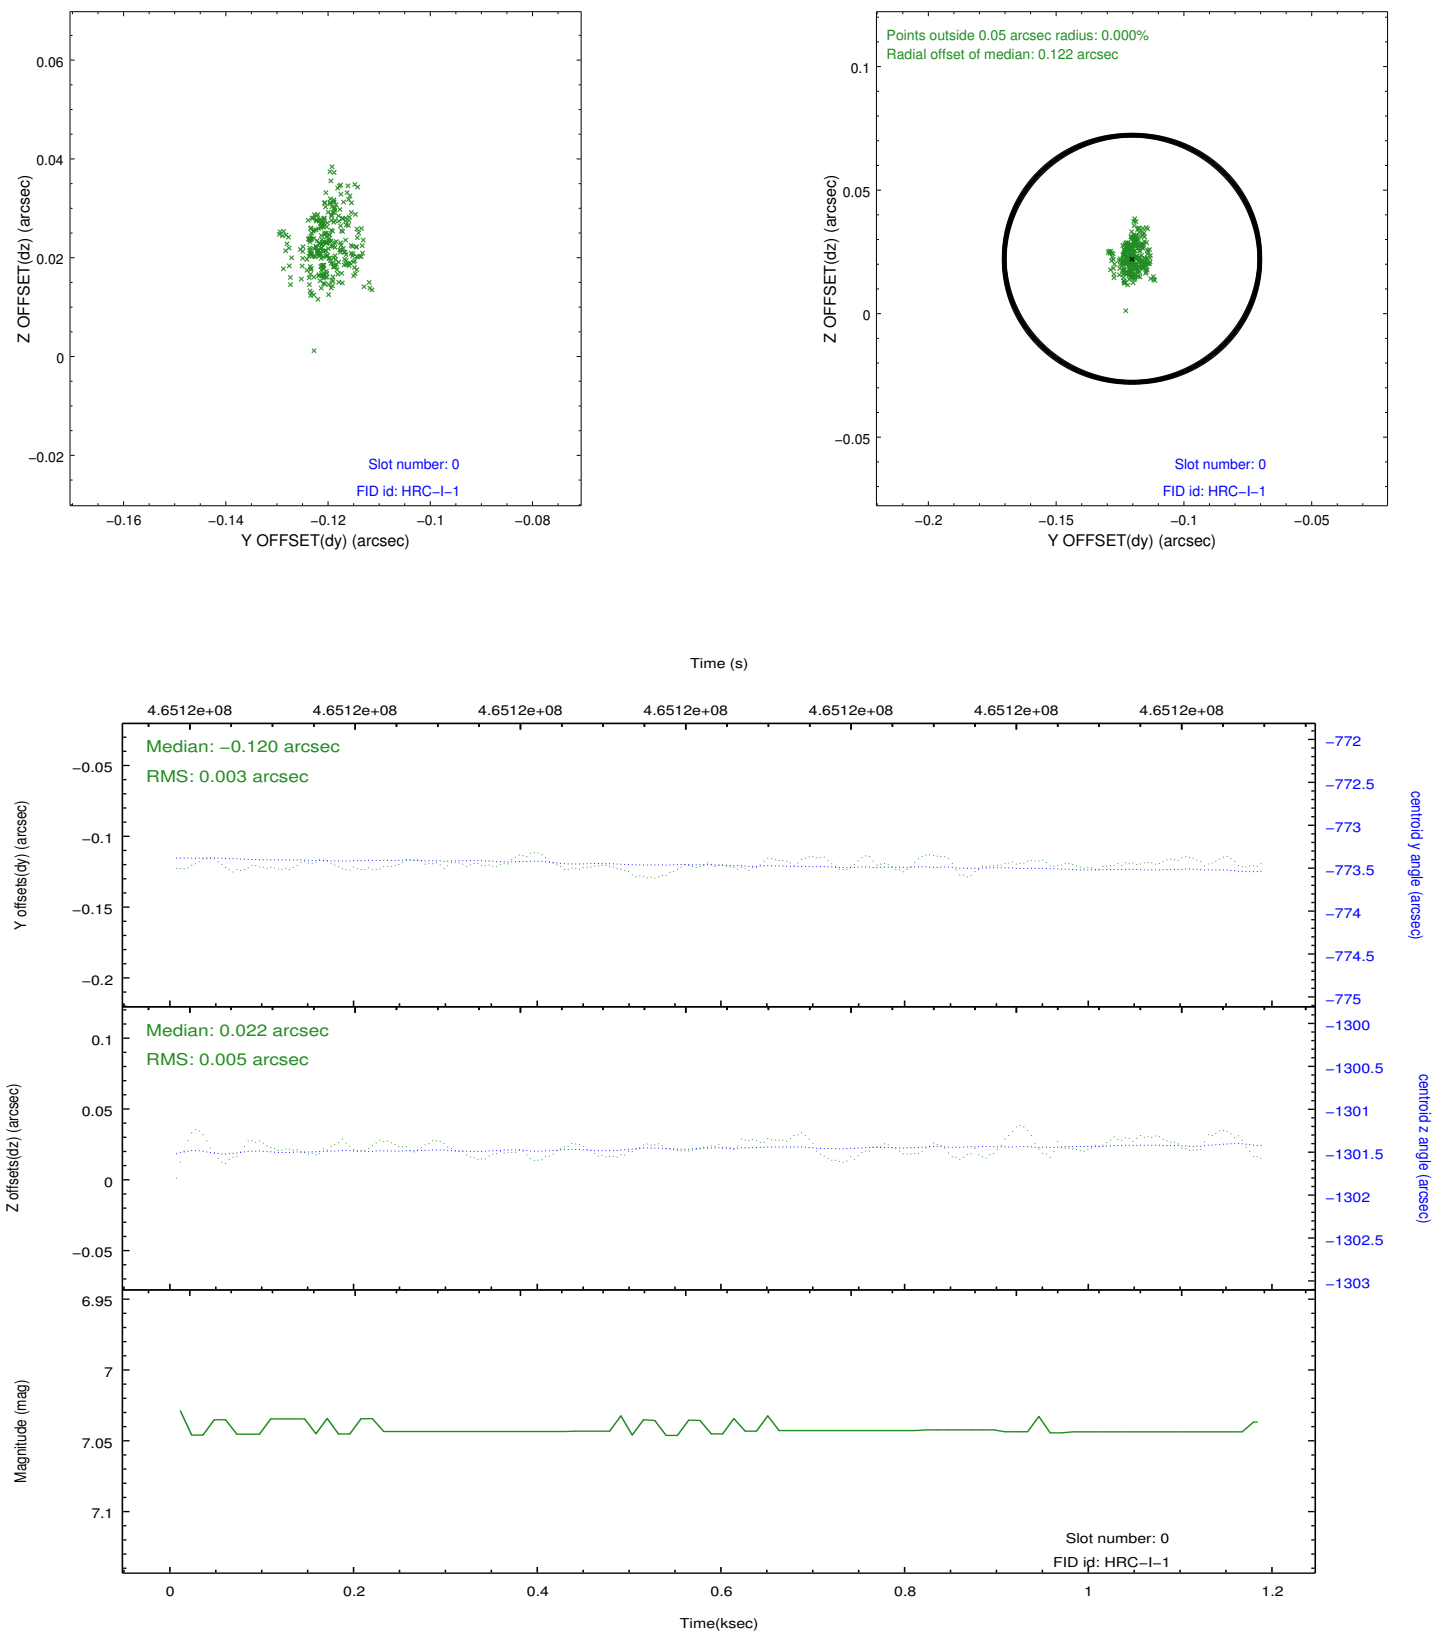 0.06
0.04
0.02
0
−0.02
Z OFFSET(dz) (arcsec)
Slot number: 0
FID id: HRC−I−1
−0.16 −0.14 −0.12 −0.1 −0.08
Y OFFSET(dy) (arcsec)
Points outside 0.05 arcsec radius: 0.000%
Radial offset of median: 0.122 arcsec
0.1
0.05
0
−0.05
Z OFFSET(dz) (arcsec)
Slot number: 0
FID id: HRC−I−1
−0.2 −0.15 −0.1 −0.05
Y OFFSET(dy) (arcsec)
Time (s)
4.6512e+08 4.6512e+08 4.6512e+08 4.6512e+08 4.6512e+08 4.6512e+08 4.6512e+08
Median: −0.120 arcsec
RMS: 0.003 arcsec
−0.05
−0.1
−0.15
−0.2
Y offsets(dy) (arcsec)
−772
−772.5
−773
−773.5
−774
−774.5
−775
centroid y angle (arcsec)
Median: 0.022 arcsec
RMS: 0.005 arcsec
0.1
0.05
0
−0.05
Z offsets(dz) (arcsec)
−1300
−1300.5
−1301
−1301.5
−1302
−1302.5
−1303
centroid z angle (arcsec)
6.95
7
7.05
7.1
Magnitude (mag)
Slot number: 0
FID id: HRC−I−1
0 0.2 0.4 0.6 0.8 1 1.2
Time(ksec)